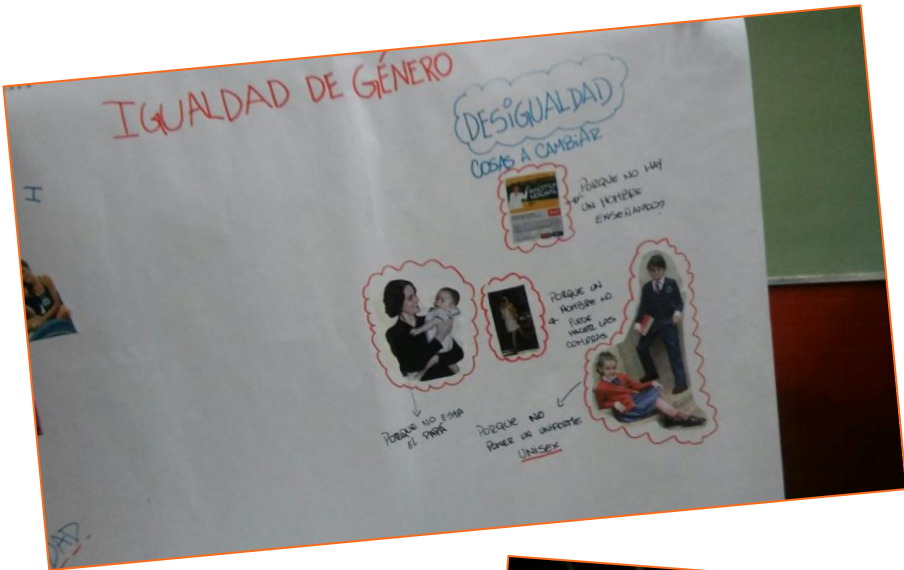 IGUALDAD DE GÉNERO
DESIGUALDAD
COSAS A CAMBIAR
PORQUE NO HAY
UN HOMBRE
ENSEÑANDO?
PORQUE UN
HOMBRE NO
PUEDE
HACER LAS
COMPRAS
PORQUE NO ESTA
EL PAPÁ
PORQUE NO
PONER UN UNIFORME
UNISEX